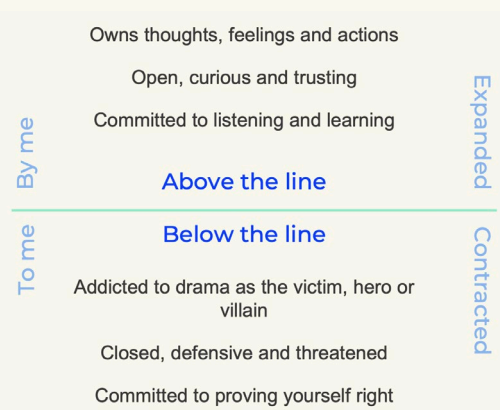 Owns thoughts, feelings and actions
Open, curious and trusting
Committed to listening and learning
By me
Expanded
Above the line
Below the line
To me
Contracted
Addicted to drama as the victim, hero or
villain
Closed, defensive and threatened
Committed to proving yourself right